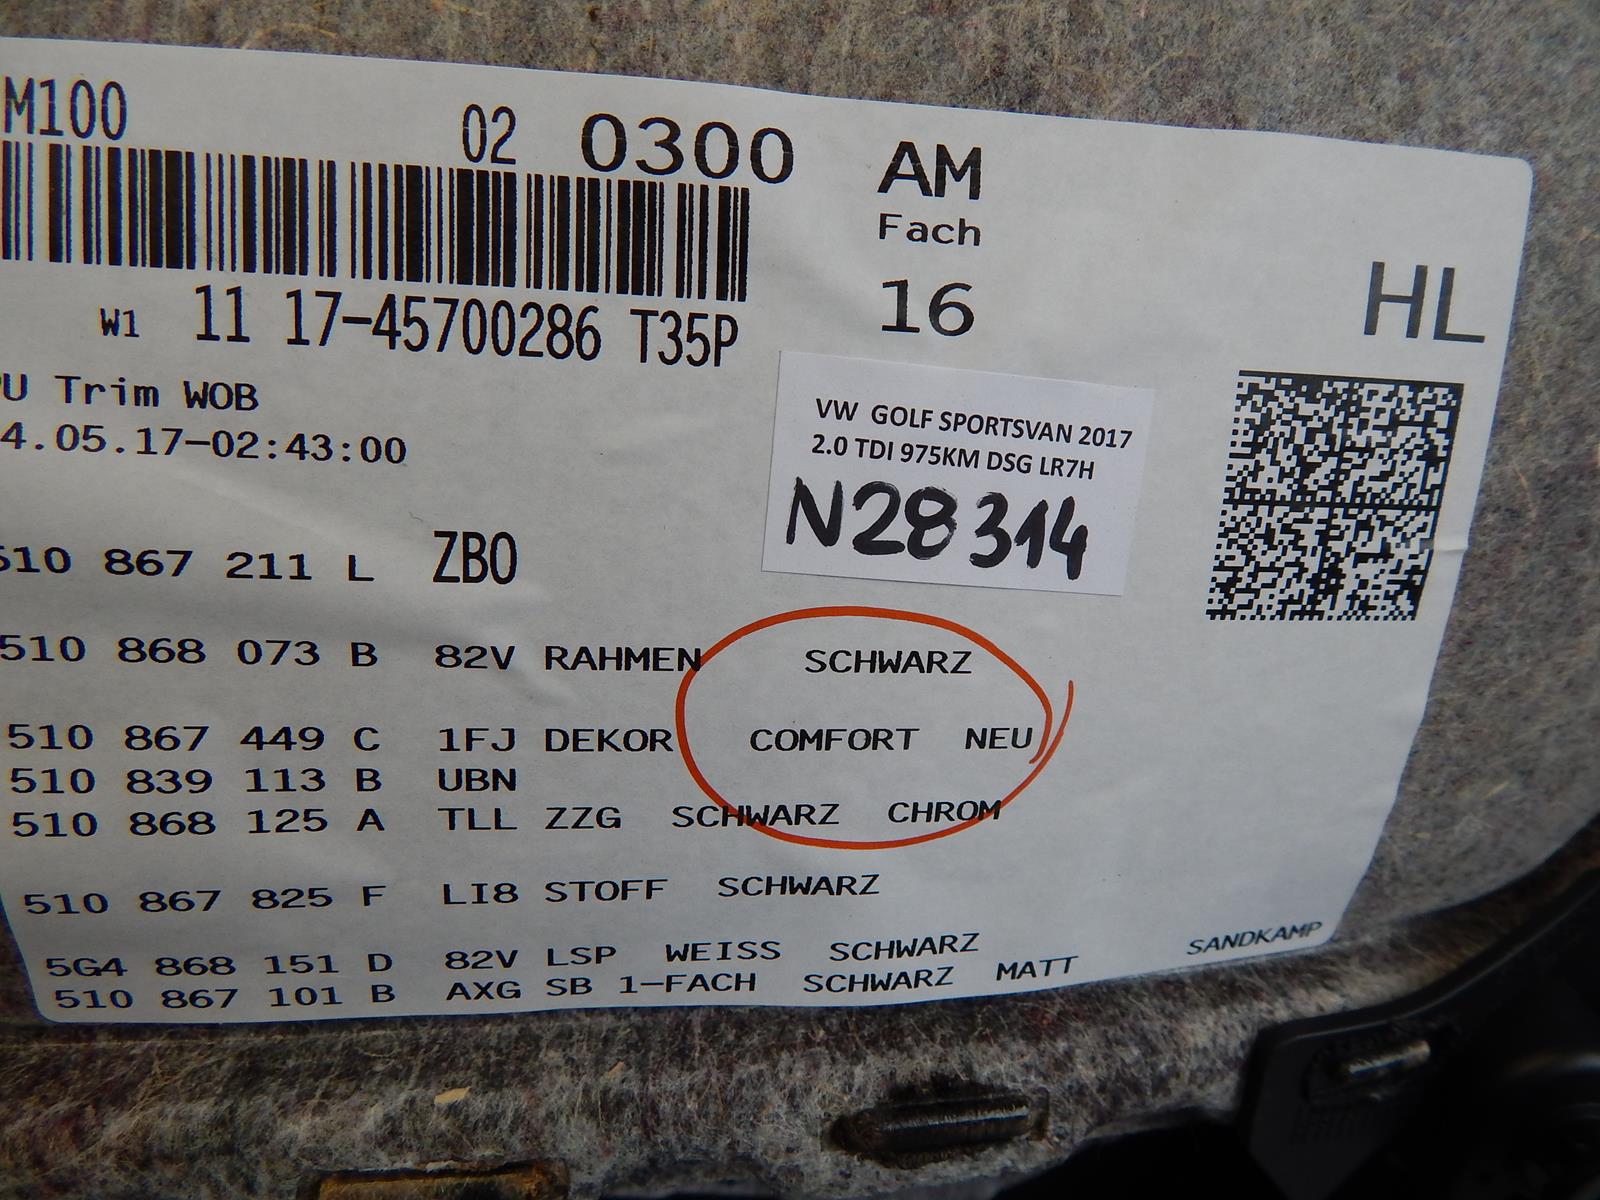 M100 02 0300 AM
Fach
16
HL
W1 11 17-45700286 T35P
U Trim WOB
4.05.17-02:43:00
VW GOLF SPORTSVAN 2017
2.0 TDI 975KM DSG LR7H
N28314
510 867 211 L ZB0
510 868 073 B 82V RAHMEN SCHWARZ
510 867 449 C 1FJ DEKOR COMFORT NEU
510 839 113 B UBN
510 868 125 A TLL ZZG SCHWARZ CHROM
510 867 825 F LI8 STOFF SCHWARZ
5G4 868 151 D 82V LSP WEISS SCHWARZ
510 867 101 B AXG SB 1-FACH SCHWARZ MATT
SANDKAMP